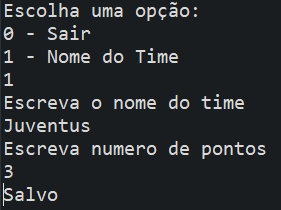 Escolha uma opção:
0 - Sair
1 - Nome do Time
1
Escreva o nome do time
Juventus
Escreva numero de pontos
3
Salvo